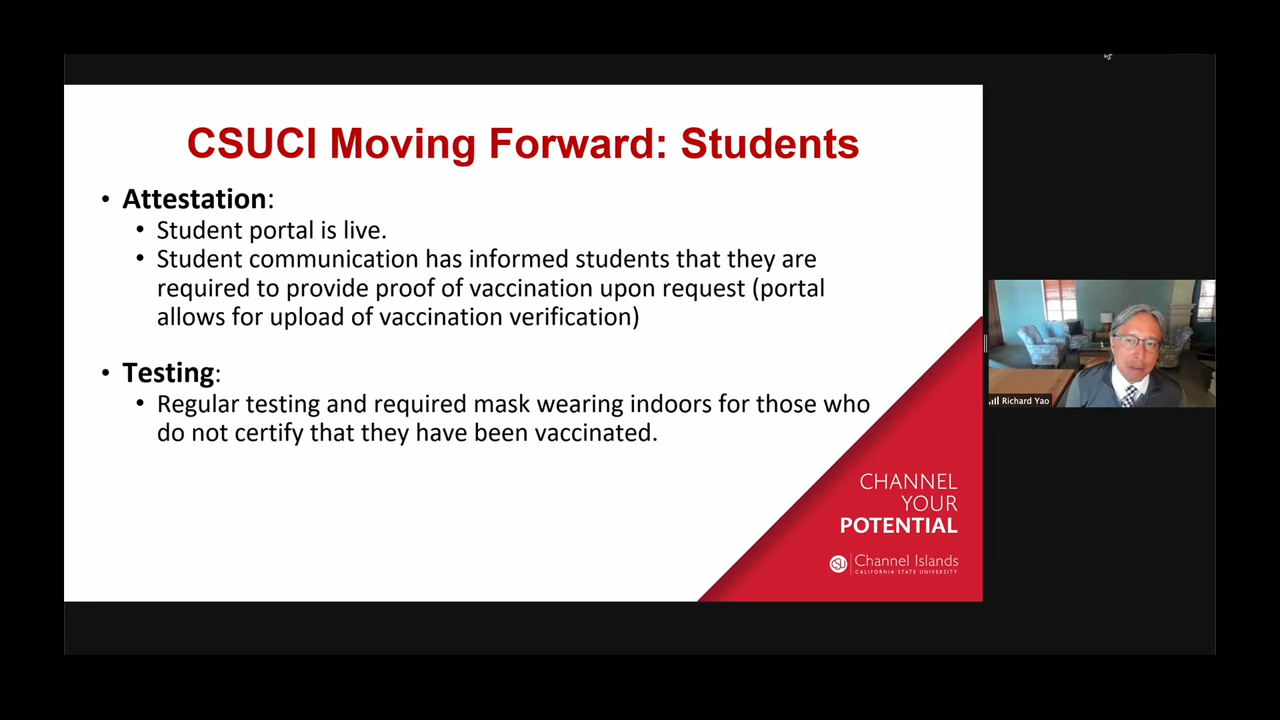 CSUCI Moving Forward: Students
• Attestation:
• Student portal is live.
• Student communication has informed students that they are
required to provide proof of vaccination upon request (portal
allows for upload of vaccination verification)
• Testing:
• Regular testing and required mask wearing indoors for those who
do not certify that they have been vaccinated.
CHANNEL
YOUR
POTENTIAL
CSU Channel Islands
CALIFORNIA STATE UNIVERSITY
Richard Yao